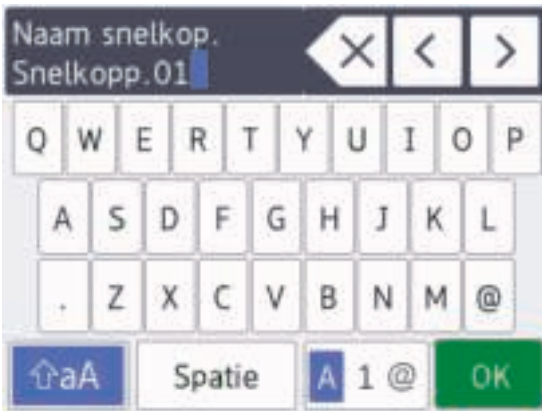 Naam snelkop.
Snelkopp.01
Q W E R T Y U I O P
A S D F G H J K L
. Z X C V B N M @
aA Spatie A 1 @ OK